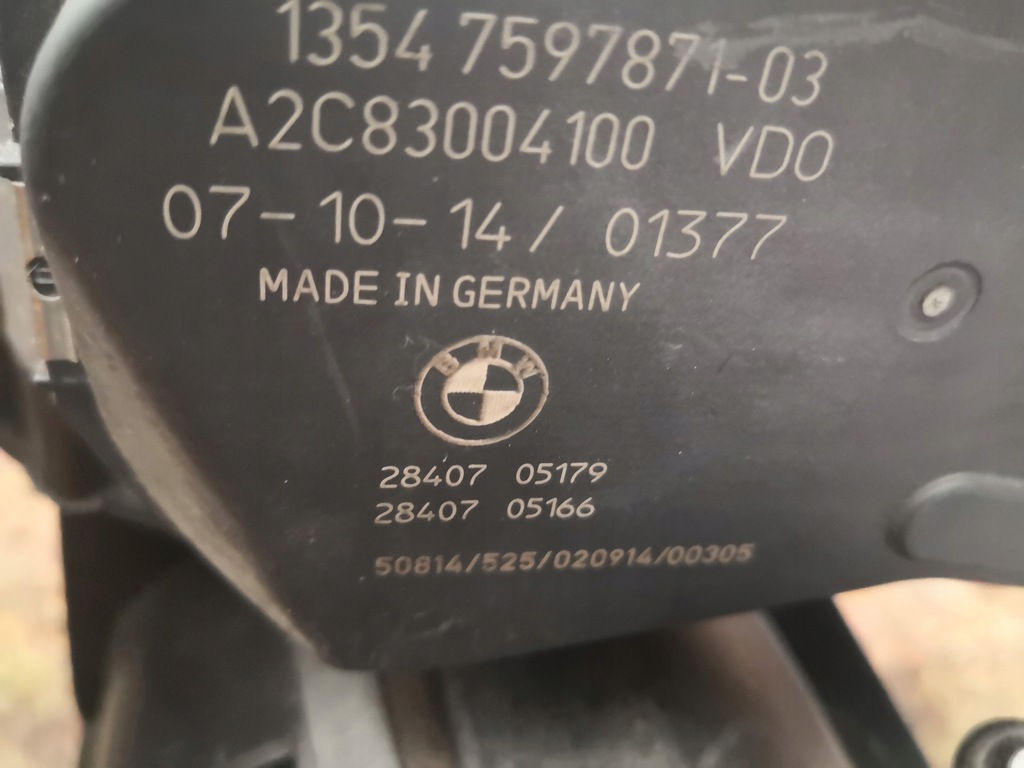 1354 7597871-03
A2C83004100 VDO
07-10-14/ 01377
MADE IN GERMANY
BMW
28407 05179
28407 05166
50814/525/020914/00305